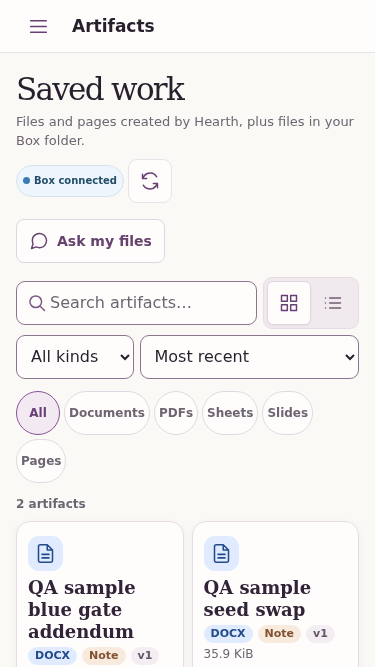 Artifacts
Saved work
Files and pages created by Hearth, plus files in your
Box folder.
Box connected
Ask my files
Search artifacts...
All kinds
Most recent
All
Documents
PDFs
Sheets
Slides
Pages
2 artifacts
QA sample
blue gate
addendum
DOCX Note v1
QA sample
seed swap
DOCX Note v1
35.9 KiB